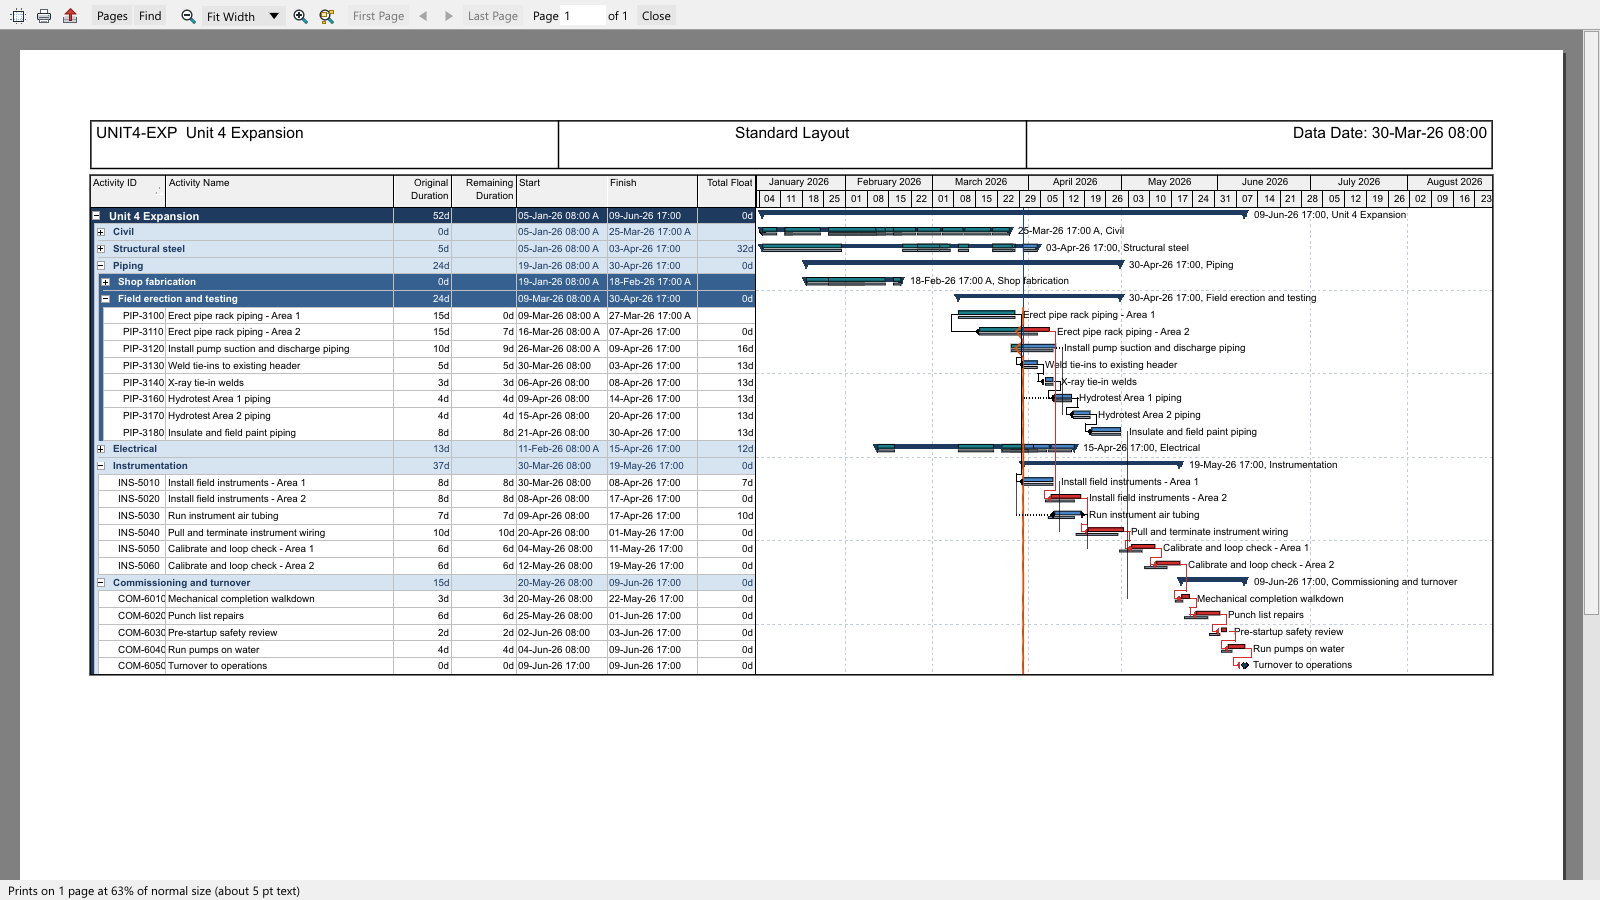 Pages Find Fit Width First Page Last Page Page 1 of 1 Close
UNIT4-EXP Unit 4 Expansion Standard Layout Data Date: 30-Mar-26 08:00
Activity ID Activity Name Original Duration Remaining Duration Start Finish Total Float January 2026 February 2026 March 2026 April 2026 May 2026 June 2026 July 2026 August 2026
04 11 18 25 01 08 15 22 01 08 15 22 29 05 12 19 26 03 10 17 24 31 07 14 21 28 05 12 19 26 02 09 16 23
Unit 4 Expansion 52d 05-Jan-26 08:00 A 09-Jun-26 17:00 0d 09-Jun-26 17:00, Unit 4 Expansion
Civil 0d 05-Jan-26 08:00 A 25-Mar-26 17:00 A 25-Mar-26 17:00 A, Civil
Structural steel 5d 05-Jan-26 08:00 A 03-Apr-26 17:00 32d 03-Apr-26 17:00, Structural steel
Piping 24d 19-Jan-26 08:00 A 30-Apr-26 17:00 0d 30-Apr-26 17:00, Piping
Shop fabrication 0d 19-Jan-26 08:00 A 18-Feb-26 17:00 A 18-Feb-26 17:00 A, Shop fabrication
Field erection and testing 24d 09-Mar-26 08:00 A 30-Apr-26 17:00 0d 30-Apr-26 17:00, Field erection and testing
PIP-3100 Erect pipe rack piping - Area 1 15d 0d 09-Mar-26 08:00 A 27-Mar-26 17:00 A Erect pipe rack piping - Area 1
PIP-3110 Erect pipe rack piping - Area 2 15d 7d 16-Mar-26 08:00 A 07-Apr-26 17:00 0d Erect pipe rack piping - Area 2
PIP-3120 Install pump suction and discharge piping 10d 9d 26-Mar-26 08:00 A 09-Apr-26 17:00 16d Install pump suction and discharge piping
PIP-3130 Weld tie-ins to existing header 5d 5d 30-Mar-26 08:00 03-Apr-26 17:00 13d Weld tie-ins to existing header
PIP-3140 X-ray tie-in welds 3d 3d 06-Apr-26 08:00 08-Apr-26 17:00 13d X-ray tie-in welds
PIP-3160 Hydrotest Area 1 piping 4d 4d 09-Apr-26 08:00 14-Apr-26 17:00 13d Hydrotest Area 1 piping
PIP-3170 Hydrotest Area 2 piping 4d 4d 15-Apr-26 08:00 20-Apr-26 17:00 13d Hydrotest Area 2 piping
PIP-3180 Insulate and field paint piping 8d 8d 21-Apr-26 08:00 30-Apr-26 17:00 13d Insulate and field paint piping
Electrical 13d 11-Feb-26 08:00 A 15-Apr-26 17:00 12d 15-Apr-26 17:00, Electrical
Instrumentation 37d 30-Mar-26 08:00 19-May-26 17:00 0d 19-May-26 17:00, Instrumentation
INS-5010 Install field instruments - Area 1 8d 8d 30-Mar-26 08:00 08-Apr-26 17:00 7d Install field instruments - Area 1
INS-5020 Install field instruments - Area 2 8d 8d 08-Apr-26 08:00 17-Apr-26 17:00 0d Install field instruments - Area 2
INS-5030 Run instrument air tubing 7d 7d 09-Apr-26 08:00 17-Apr-26 17:00 10d Run instrument air tubing
INS-5040 Pull and terminate instrument wiring 10d 10d 20-Apr-26 08:00 01-May-26 17:00 0d Pull and terminate instrument wiring
INS-5050 Calibrate and loop check - Area 1 6d 6d 04-May-26 08:00 11-May-26 17:00 0d Calibrate and loop check - Area 1
INS-5060 Calibrate and loop check - Area 2 6d 6d 12-May-26 08:00 19-May-26 17:00 0d Calibrate and loop check - Area 2
Commissioning and turnover 15d 20-May-26 08:00 09-Jun-26 17:00 0d 09-Jun-26 17:00, Commissioning and turnover
COM-6010 Mechanical completion walkdown 3d 3d 20-May-26 08:00 22-May-26 17:00 0d Mechanical completion walkdown
COM-6020 Punch list repairs 6d 6d 25-May-26 08:00 01-Jun-26 17:00 0d Punch list repairs
COM-6030 Pre-startup safety review 2d 2d 02-Jun-26 08:00 03-Jun-26 17:00 0d Pre-startup safety review
COM-6040 Run pumps on water 4d 4d 04-Jun-26 08:00 09-Jun-26 17:00 0d Run pumps on water
COM-6050 Turnover to operations 0d 0d 09-Jun-26 17:00 09-Jun-26 17:00 0d Turnover to operations
Prints on 1 page at 63% of normal size (about 5 pt text)